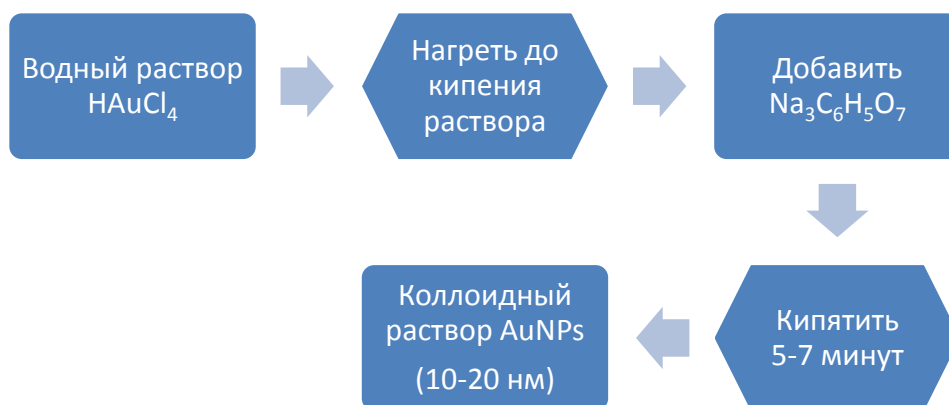 Водный раствор
HAuCl₄
Нагреть до
кипения
раствора
Добавить
Na₃C₆H₅O₇
Кипятить
5-7 минут
Коллоидный
раствор AuNPs
(10-20 нм)